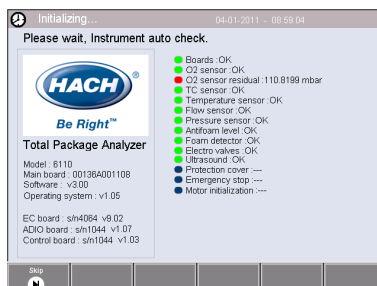 Initializing...
04-01-2011 - 08:59:04
Please wait, Instrument auto check.
HACH®
Be Right™
Total Package Analyzer
Model : 6110
Main board : 00136A001108
Software : v3.00
Operating system : v1.05
EC board : s/n4064 v9.02
ADIO board : s/n1044 v1.07
Control board : s/n1044 v1.03
Boards :OK
O2 sensor :OK
O2 sensor residual :110.8199 mbar
TC sensor :OK
Temperature sensor :OK
Flow sensor :OK
Pressure sensor :OK
Antifoam level :OK
Foam detector :OK
Electro valves :OK
Ultrasound :OK
Protection cover :---
Emergency stop :---
Motor initialization :---
Skip